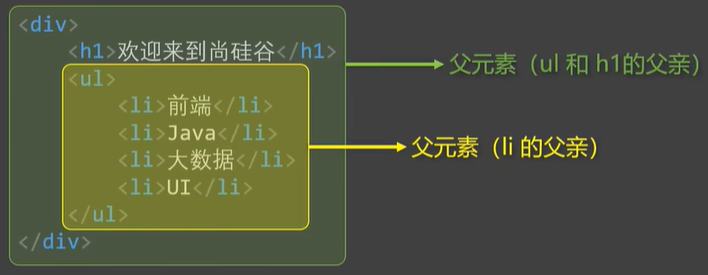 <div>
<h1>欢迎来到尚硅谷</h1>
父元素（ul 和 h1的父亲）
<ul>
<li>前端</li>
<li>Java</li>
父元素（li 的父亲）
<li>大数据</li>
<li>UI</li>
</ul>
</div>